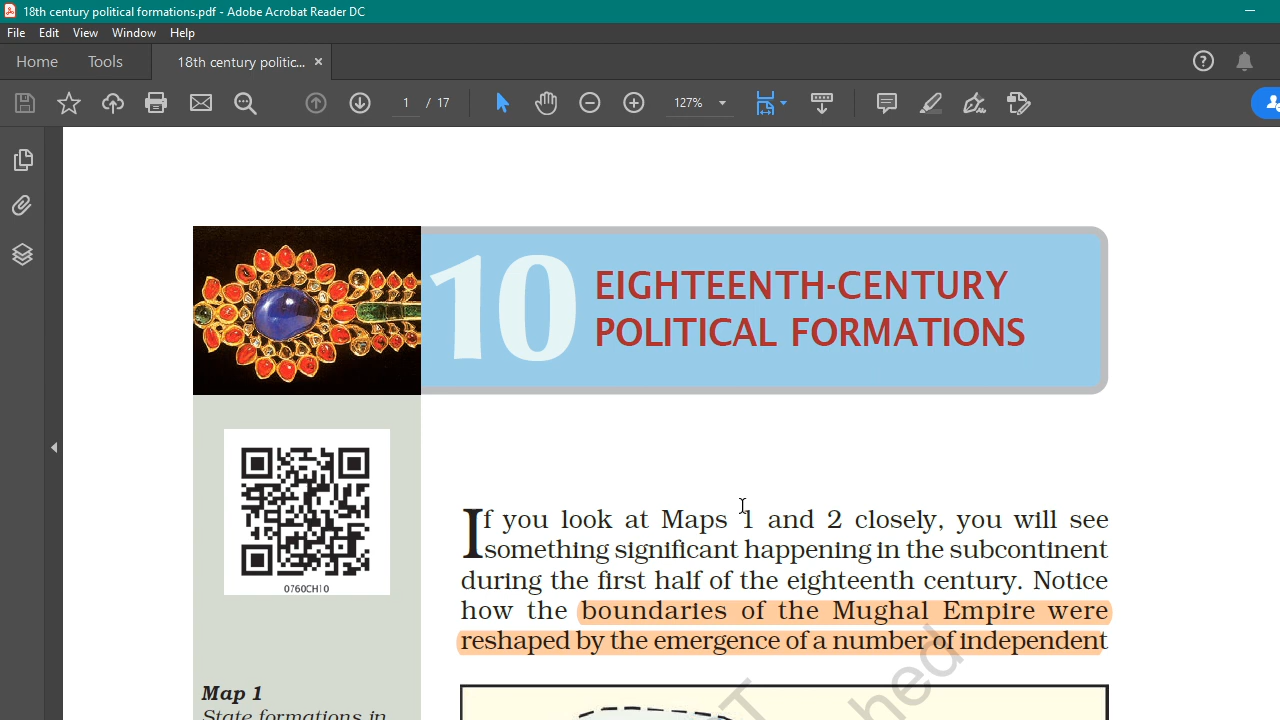 18th century political formations.pdf - Adobe Acrobat Reader DC
File Edit View Window Help
Home Tools 18th century politic... ×
1 / 17 127%
10 EIGHTEENTH-CENTURY
POLITICAL FORMATIONS
0760CH10
If you look at Maps 1 and 2 closely, you will see
something significant happening in the subcontinent
during the first half of the eighteenth century. Notice
how the boundaries of the Mughal Empire were
reshaped by the emergence of a number of independent
Map 1
State formations in